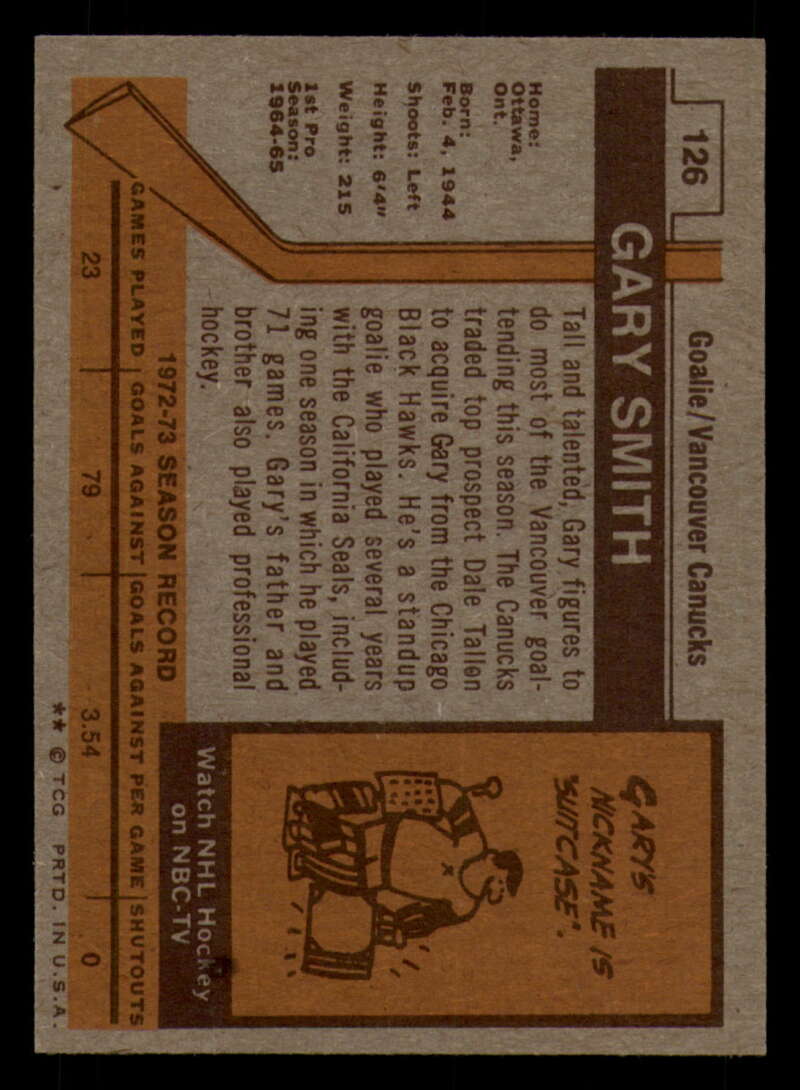 126
Goalie/Vancouver Canucks
GARY SMITH
Home:
Ottawa,
Ont.
Born:
Feb. 4, 1944
Shoots: Left
Height: 6'4"
Weight: 215
1st Pro
Season:
1964-65
Tall and talented, Gary figures to
do most of the Vancouver goal-
tending this season. The Canucks
traded top prospect Dale Tallon
to acquire Gary from the Chicago
Black Hawks. He's a standup
goalie who played several years
with the California Seals, includ-
ing one season in which he played
71 games. Gary's father and
brother also played professional
hockey.
GARY'S
NICKNAME IS
"SUITCASE".
Watch NHL Hockey
on NBC-TV
1972-73 SEASON RECORD
GAMES PLAYED GOALS AGAINST GOALS AGAINST PER GAME SHUTOUTS
23 79 3.54 0
** © TCG PRTD. IN U.S.A.